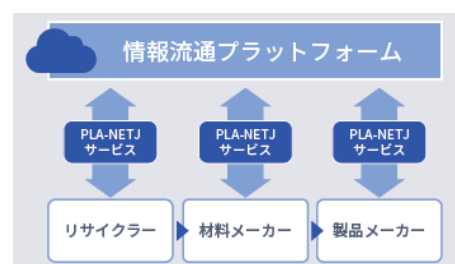 情報流通プラットフォーム
PLA-NETJ
サービス
PLA-NETJ
サービス
PLA-NETJ
サービス
リサイクラー
材料メーカー
製品メーカー